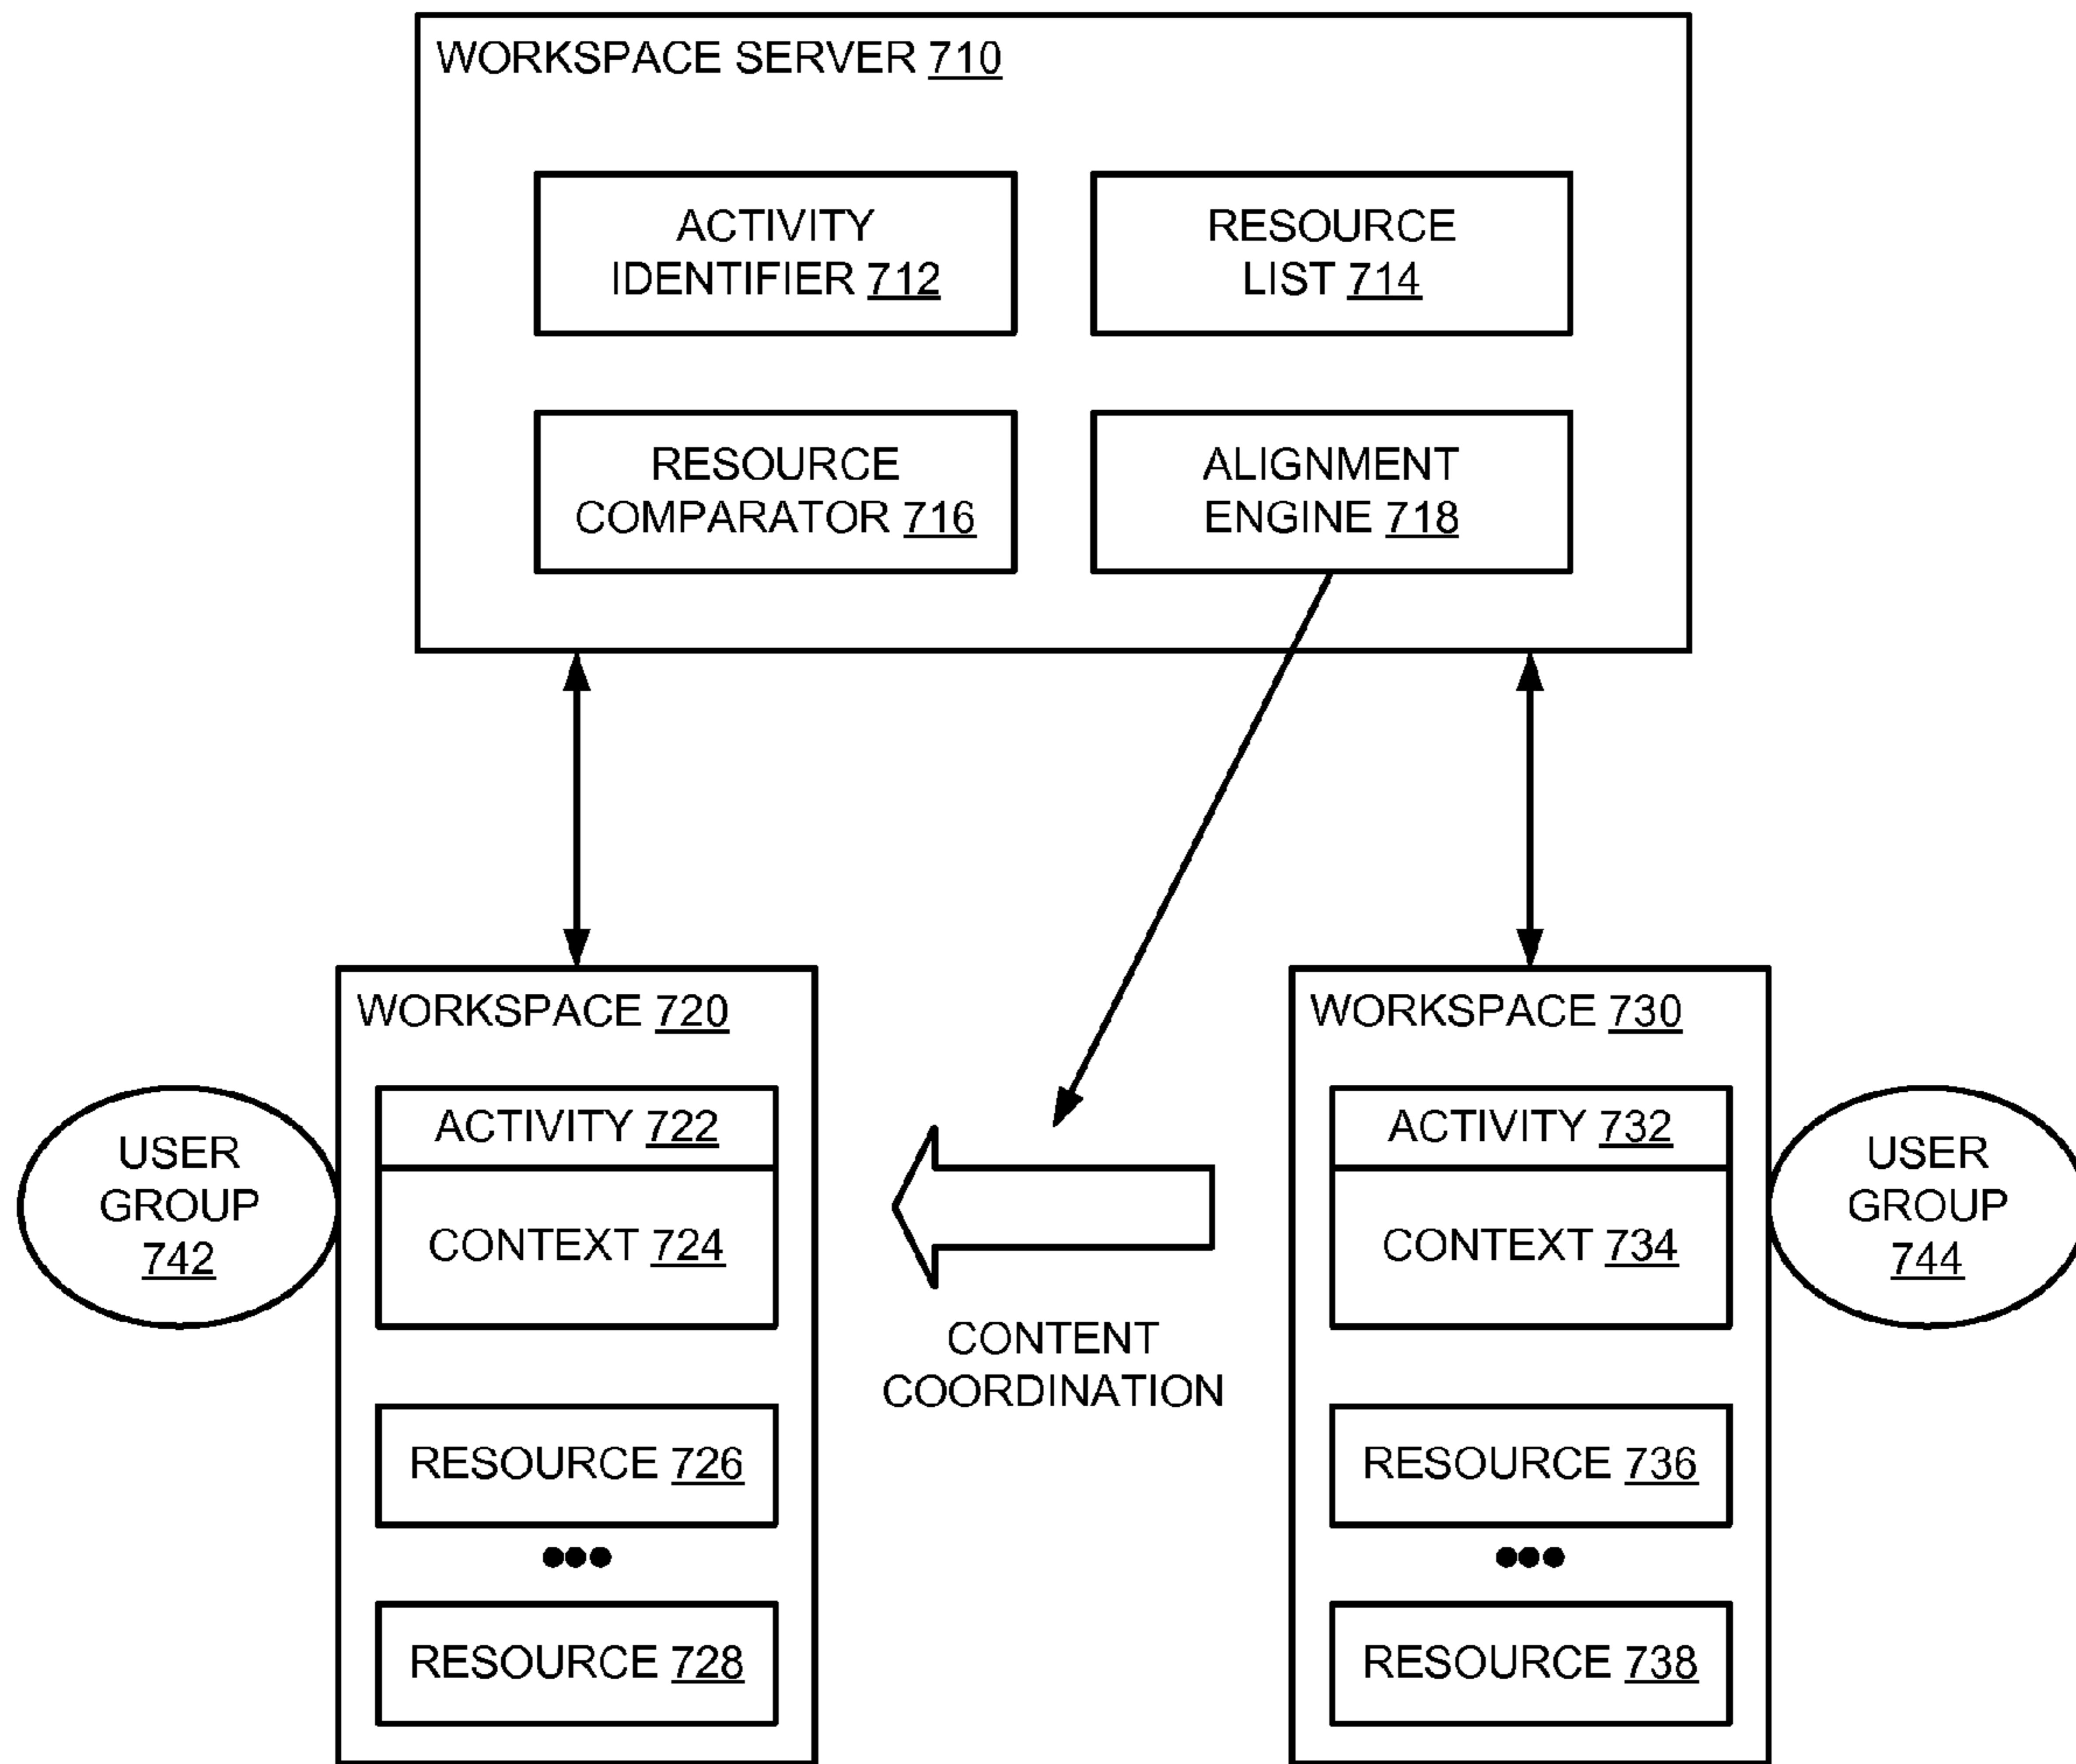 WORKSPACE SERVER 710
ACTIVITY
IDENTIFIER 712
RESOURCE
LIST 714
RESOURCE
COMPARATOR 716
ALIGNMENT
ENGINE 718
WORKSPACE 720
ACTIVITY 722
CONTEXT 724
RESOURCE 726
RESOURCE 728
USER
GROUP
742
CONTENT
COORDINATION
WORKSPACE 730
ACTIVITY 732
CONTEXT 734
RESOURCE 736
RESOURCE 738
USER
GROUP
744